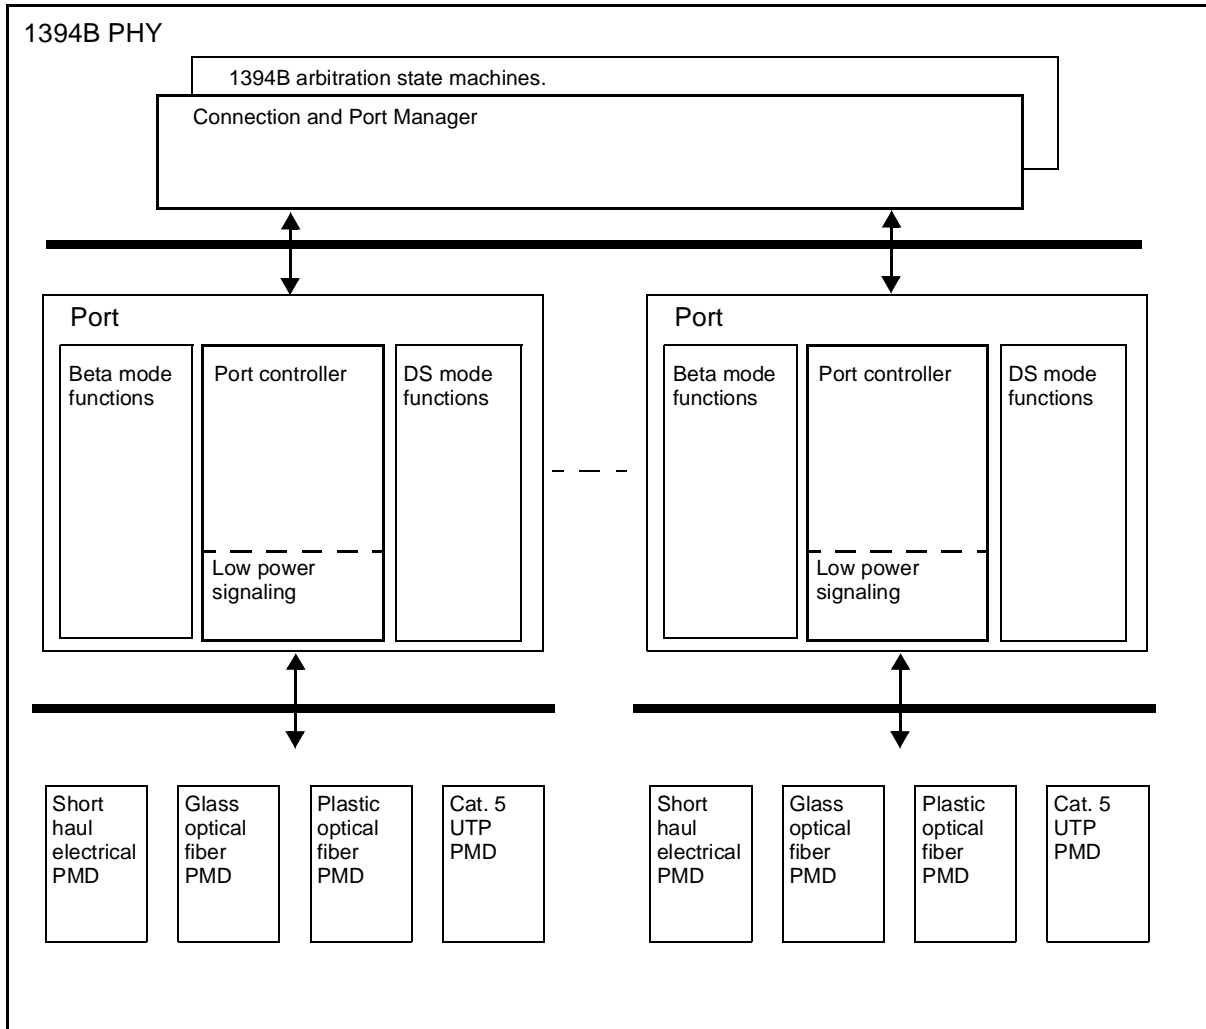 1394B PHY
1394B arbitration state machines.
Connection and Port Manager
Port
Beta mode
functions
Port controller
Low power
signaling
DS mode
functions
Port
Beta mode
functions
Port controller
Low power
signaling
DS mode
functions
Short
haul
electrical
PMD
Glass
optical
fiber
PMD
Plastic
optical
fiber
PMD
Cat. 5
UTP
PMD
Short
haul
electrical
PMD
Glass
optical
fiber
PMD
Plastic
optical
fiber
PMD
Cat. 5
UTP
PMD